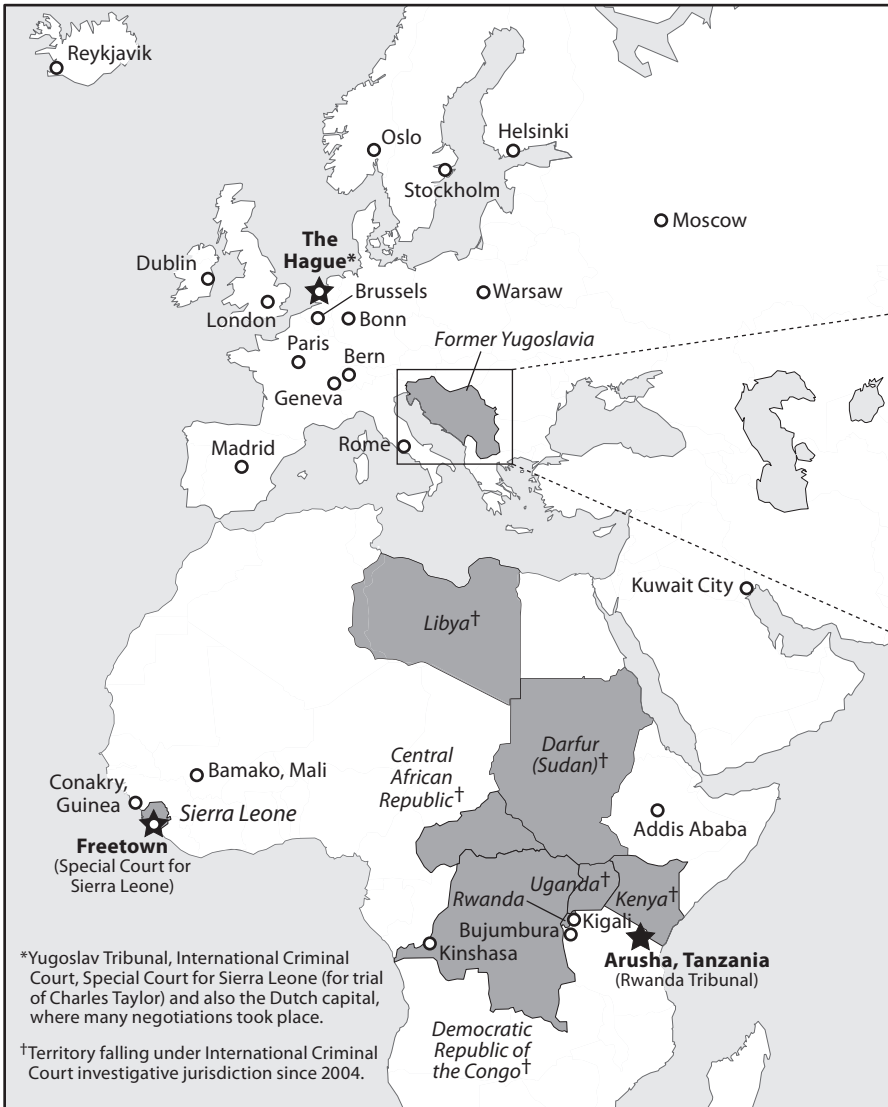 Reykjavik
Oslo
Helsinki
Stockholm
Moscow
The
Hague*
Dublin
Brussels
Warsaw
London
Bonn
Former Yugoslavia
Paris
Bern
Geneva
Madrid
Rome
Kuwait City
Libya†
Central
African
Republic†
Darfur
(Sudan)†
Bamako, Mali
Conakry,
Guinea
Sierra Leone
Addis Ababa
Freetown
(Special Court for
Sierra Leone)
Uganda†
Rwanda
Kenya†
Kigali
Bujumbura
Kinshasa
Arusha, Tanzania
(Rwanda Tribunal)
*Yugoslav Tribunal, International Criminal
Court, Special Court for Sierra Leone (for trial
of Charles Taylor) and also the Dutch capital,
where many negotiations took place.
Democratic
Republic of
the Congo†
†Territory falling under International Criminal
Court investigative jurisdiction since 2004.